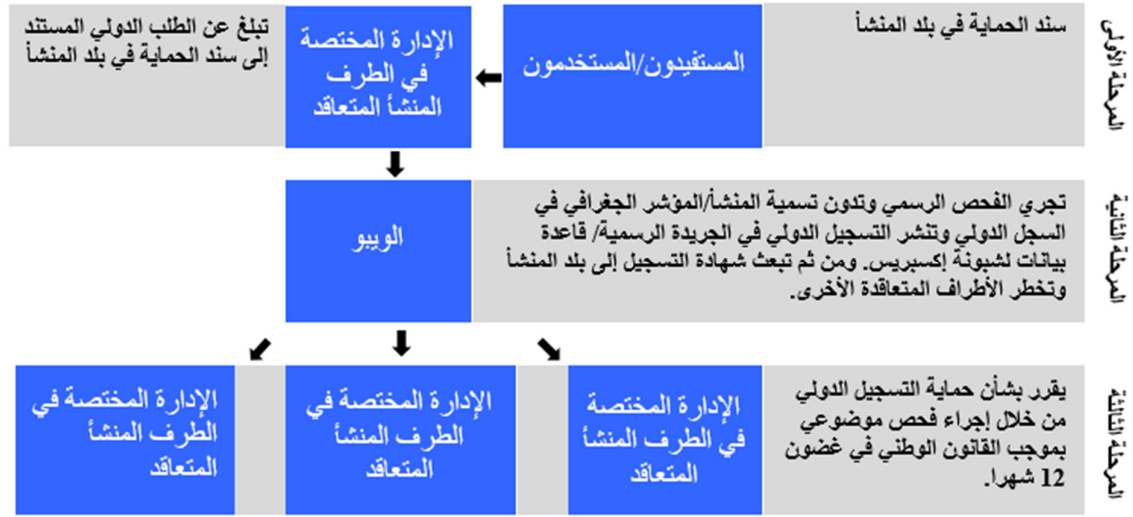 المرحلة الأولى
سند الحماية في بلد المنشأ
المستفيدون/المستخدمون
الإدارة المختصة
في الطرف
المنشأ المتعاقد
تبلغ عن الطلب الدولي المستند
إلى سند الحماية في بلد المنشأ
المرحلة الثانية
تجري الفحص الرسمي وتدون تسمية المنشأ/المؤشر الجغرافي في
السجل الدولي وتنشر التسجيل الدولي في الجريدة الرسمية/ قاعدة
بيانات لشبونة إكسبريس. ومن ثم تبعث شهادة التسجيل إلى بلد المنشأ
وتخطر الأطراف المتعاقدة الأخرى.
الويبو
المرحلة الثالثة
يقرر بشأن حماية التسجيل الدولي
من خلال إجراء فحص موضوعي
بموجب القانون الوطني في غضون
12 شهرا.
الإدارة المختصة
في الطرف المنشأ
المتعاقد
الإدارة المختصة في
الطرف المنشأ
المتعاقد
الإدارة المختصة في
الطرف المنشأ
المتعاقد